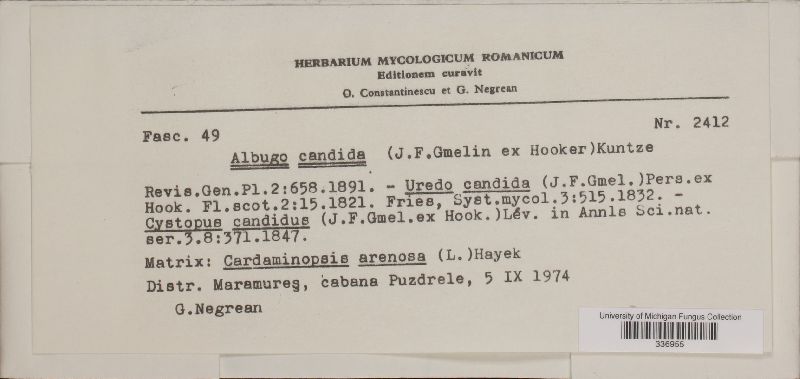 HERBARIUM MYCOLOGICUM ROMANICUM
Editionem curavit
O. Constantinescu et G. Negrean
Fasc. 49
Nr. 2412
Albugo candida (J.F.Gmelin ex Hooker)Kuntze
Revis.Gen.Pl.2:658.1891. - Uredo candida (J.F.Gmel.)Pers.ex
Hook. Fl.scot.2:15.1821. Fries, Syst.mycol.3:515.1832. -
Cystopus candidus (J.F.Gmel.ex Hook.)Lév. in Annls Sci.nat.
ser.3.8:371.1847.
Matrix: Cardaminopsis arenosa (L.)Hayek
Distr. Maramureş, cabana Puzdrele, 5 IX 1974
G.Negrean
University of Michigan Fungus Collection
336955